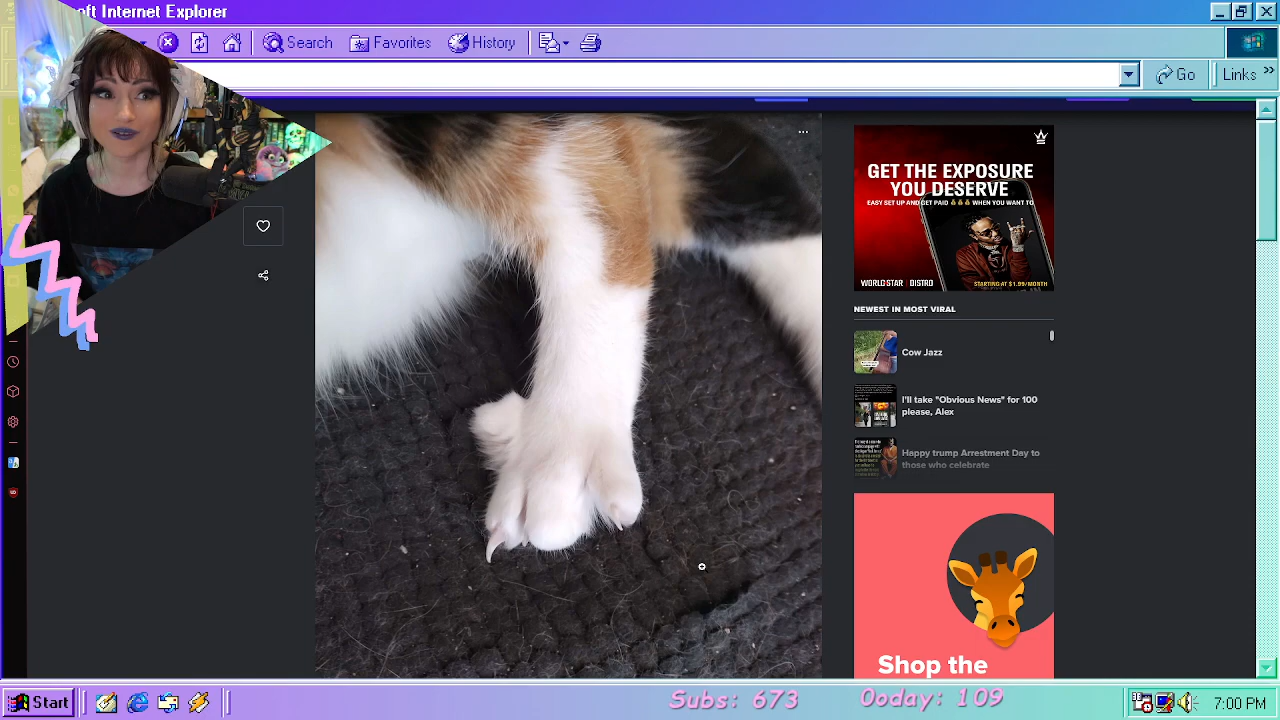 oft Internet Explorer
Search
Favorites
History
Go
Links »
GET THE EXPOSURE
YOU DESERVE
EASY SET UP AND GET PAID 💰💰💰 WHEN YOU WANT TO
WORLDSTAR | DISTRO
STARTING AT $1.99/MONTH
NEWEST IN MOST VIRAL
Cow Jazz
I'll take "Obvious News" for 100
please, Alex
Happy trump Arrestment Day to
those who celebrate
Shop the
Start
Subs: 673
Ooday: 109
7:00 PM